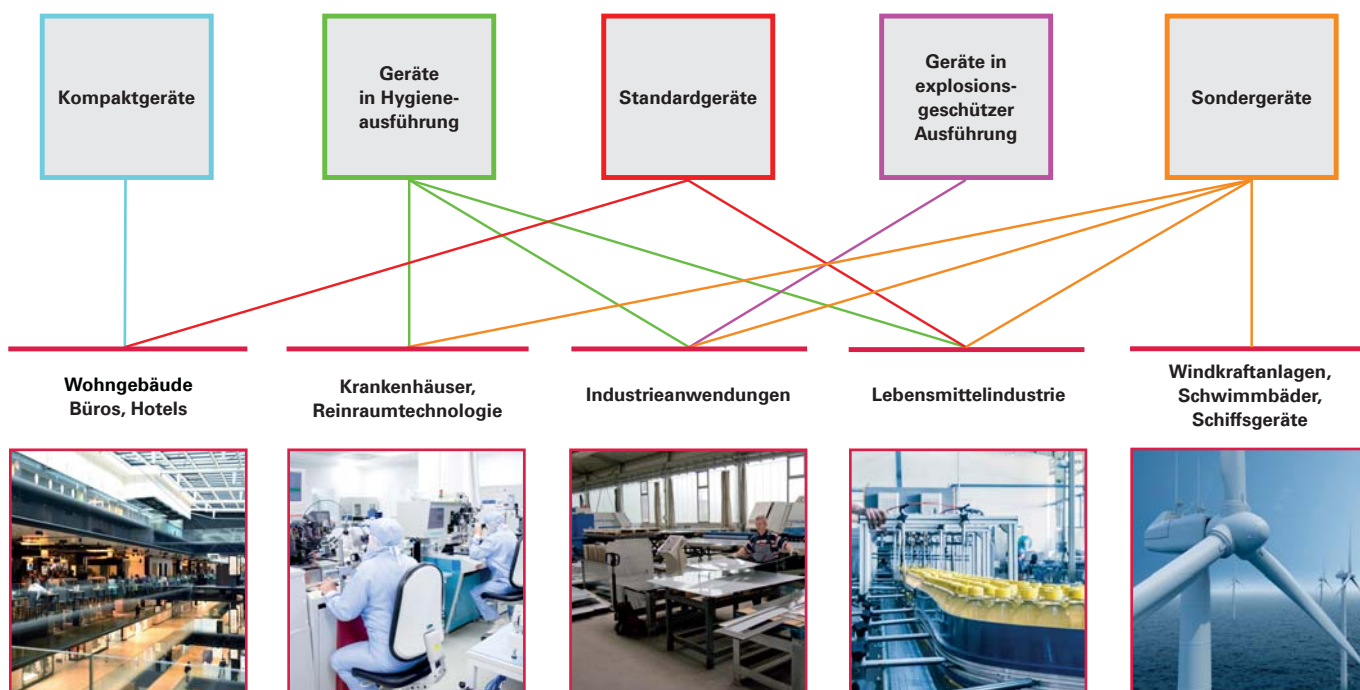 Kompaktgeräte
Geräte
in Hygiene-
ausführung
Standardgeräte
Geräte in
explosions-
geschützer
Ausführung
Sondergeräte
Wohngebäude
Büros, Hotels
Krankenhäuser,
Reinraumtechnologie
Industrieanwendungen
Lebensmittelindustrie
Windkraftanlagen,
Schwimmbäder,
Schiffsgeräte